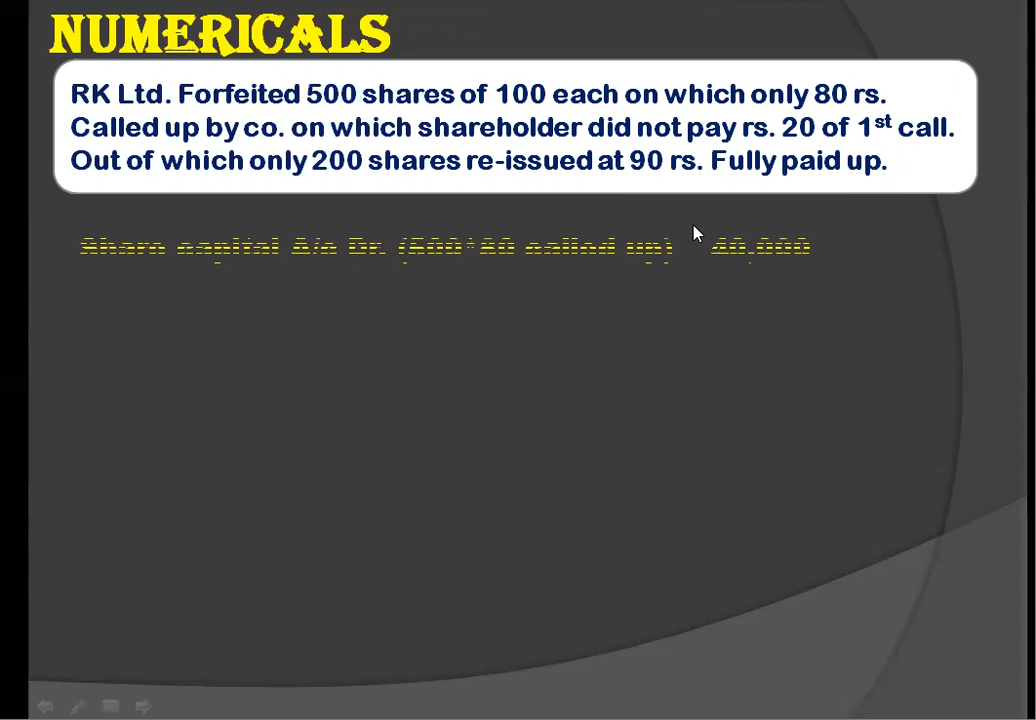 NUMERICALS
RK Ltd. Forfeited 500 shares of 100 each on which only 80 rs.
Called up by co. on which shareholder did not pay rs. 20 of 1st call.
Out of which only 200 shares re-issued at 90 rs. Fully paid up.
Share capital A/c Dr. (500*80 called up) 40,000